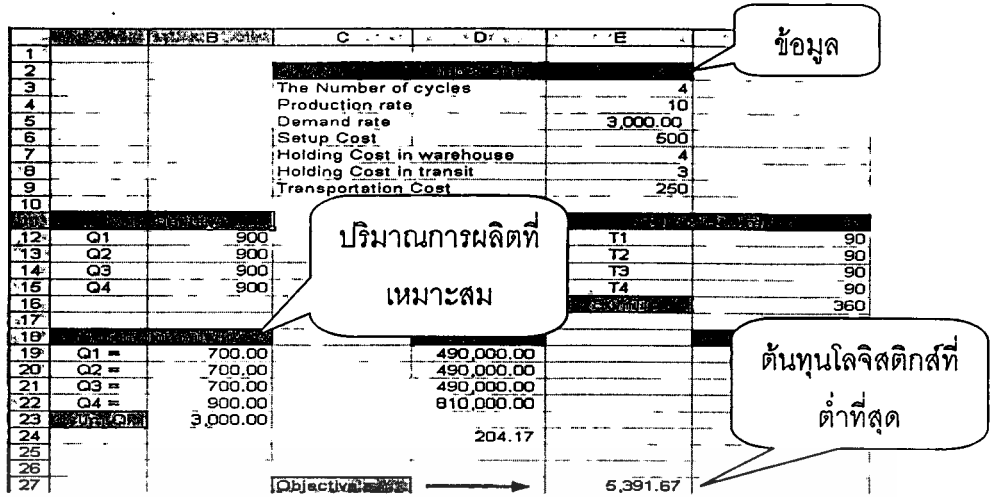 B C D E
ข้อมูล
1
2
3 The Number of cycles 4
4 Production rate 10
5 Demand rate 3,000.00
6 Setup Cost 500
7 Holding Cost in warehouse 4
8 Holding Cost in transit 3
9 Transportation Cost 250
10
ปริมาณการผลิตที่
เหมาะสม
12 Q1 900 T1 90
13 Q2 900 T2 90
14 Q3 900 T3 90
15 Q4 900 T4 90
16 360
17
18
ต้นทุนโลจิสติกส์ที่
ต่ำที่สุด
19 Q1 = 700.00 490,000.00
20 Q2 = 700.00 490,000.00
21 Q3 = 700.00 490,000.00
22 Q4 = 900.00 810,000.00
23 3,000.00
24 204.17
25
26
27 Objective 5,391.67